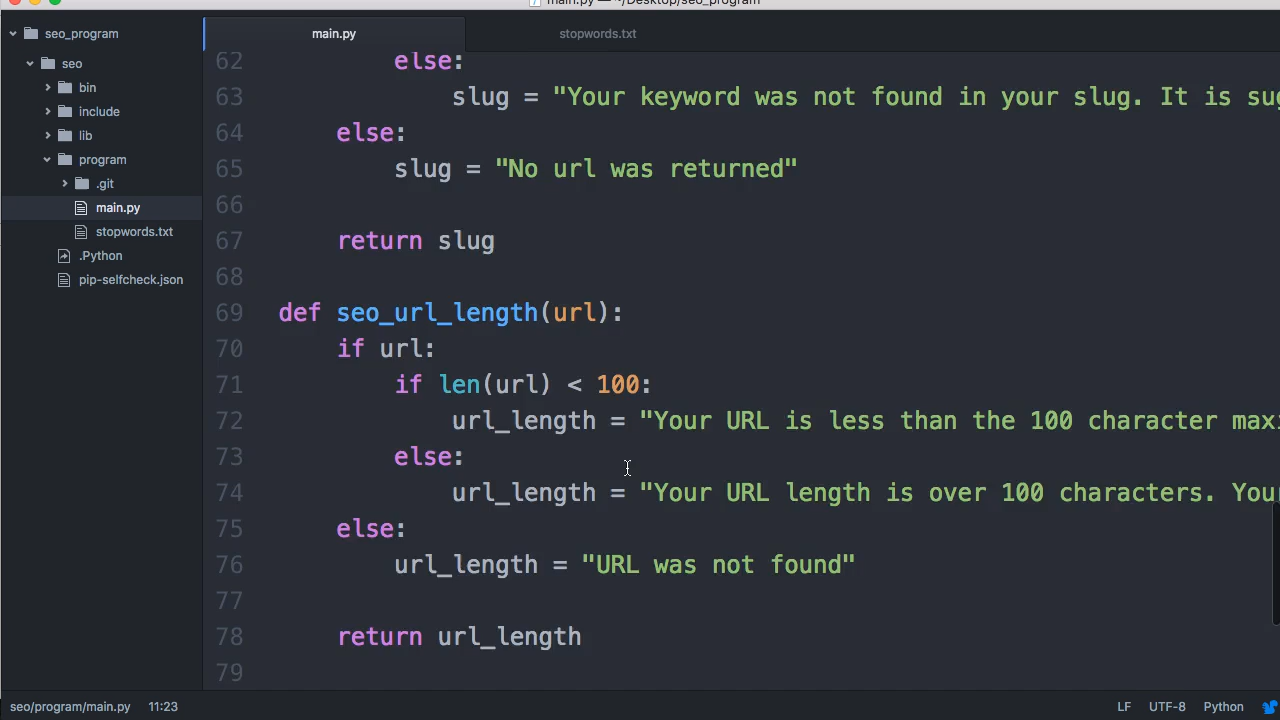 main.py — ~/Desktop/seo_program
seo_program
seo
bin
include
lib
program
.git
main.py
stopwords.txt
.Python
pip-selfcheck.json
main.py
stopwords.txt
62 else:
63 slug = "Your keyword was not found in your slug. It is
64 else:
65 slug = "No url was returned"
66
67 return slug
68
69 def seo_url_length(url):
70 if url:
71 if len(url) < 100:
72 url_length = "Your URL is less than the 100 character
73 else:
74 url_length = "Your URL length is over 100 characters.
75 else:
76 url_length = "URL was not found"
77
78 return url_length
79
seo/program/main.py 11:23
LF UTF-8 Python